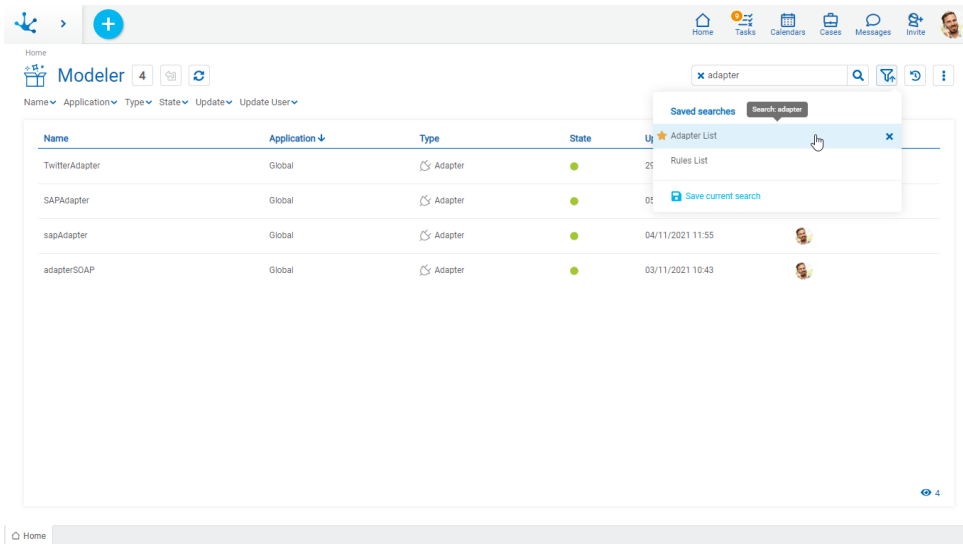 9
Home Tasks Calendars Cases Messages Invite
Home
Modeler 4
adapter
Name Application Type State Update Update User
Saved searches
Search: adapter
Adapter List
Rules List
Save current search
Name Application Type State
TwitterAdapter Global Adapter 29
SAPAdapter Global Adapter 05
sapAdapter Global Adapter 04/11/2021 11:55
adapterSOAP Global Adapter 03/11/2021 10:43
4
Home